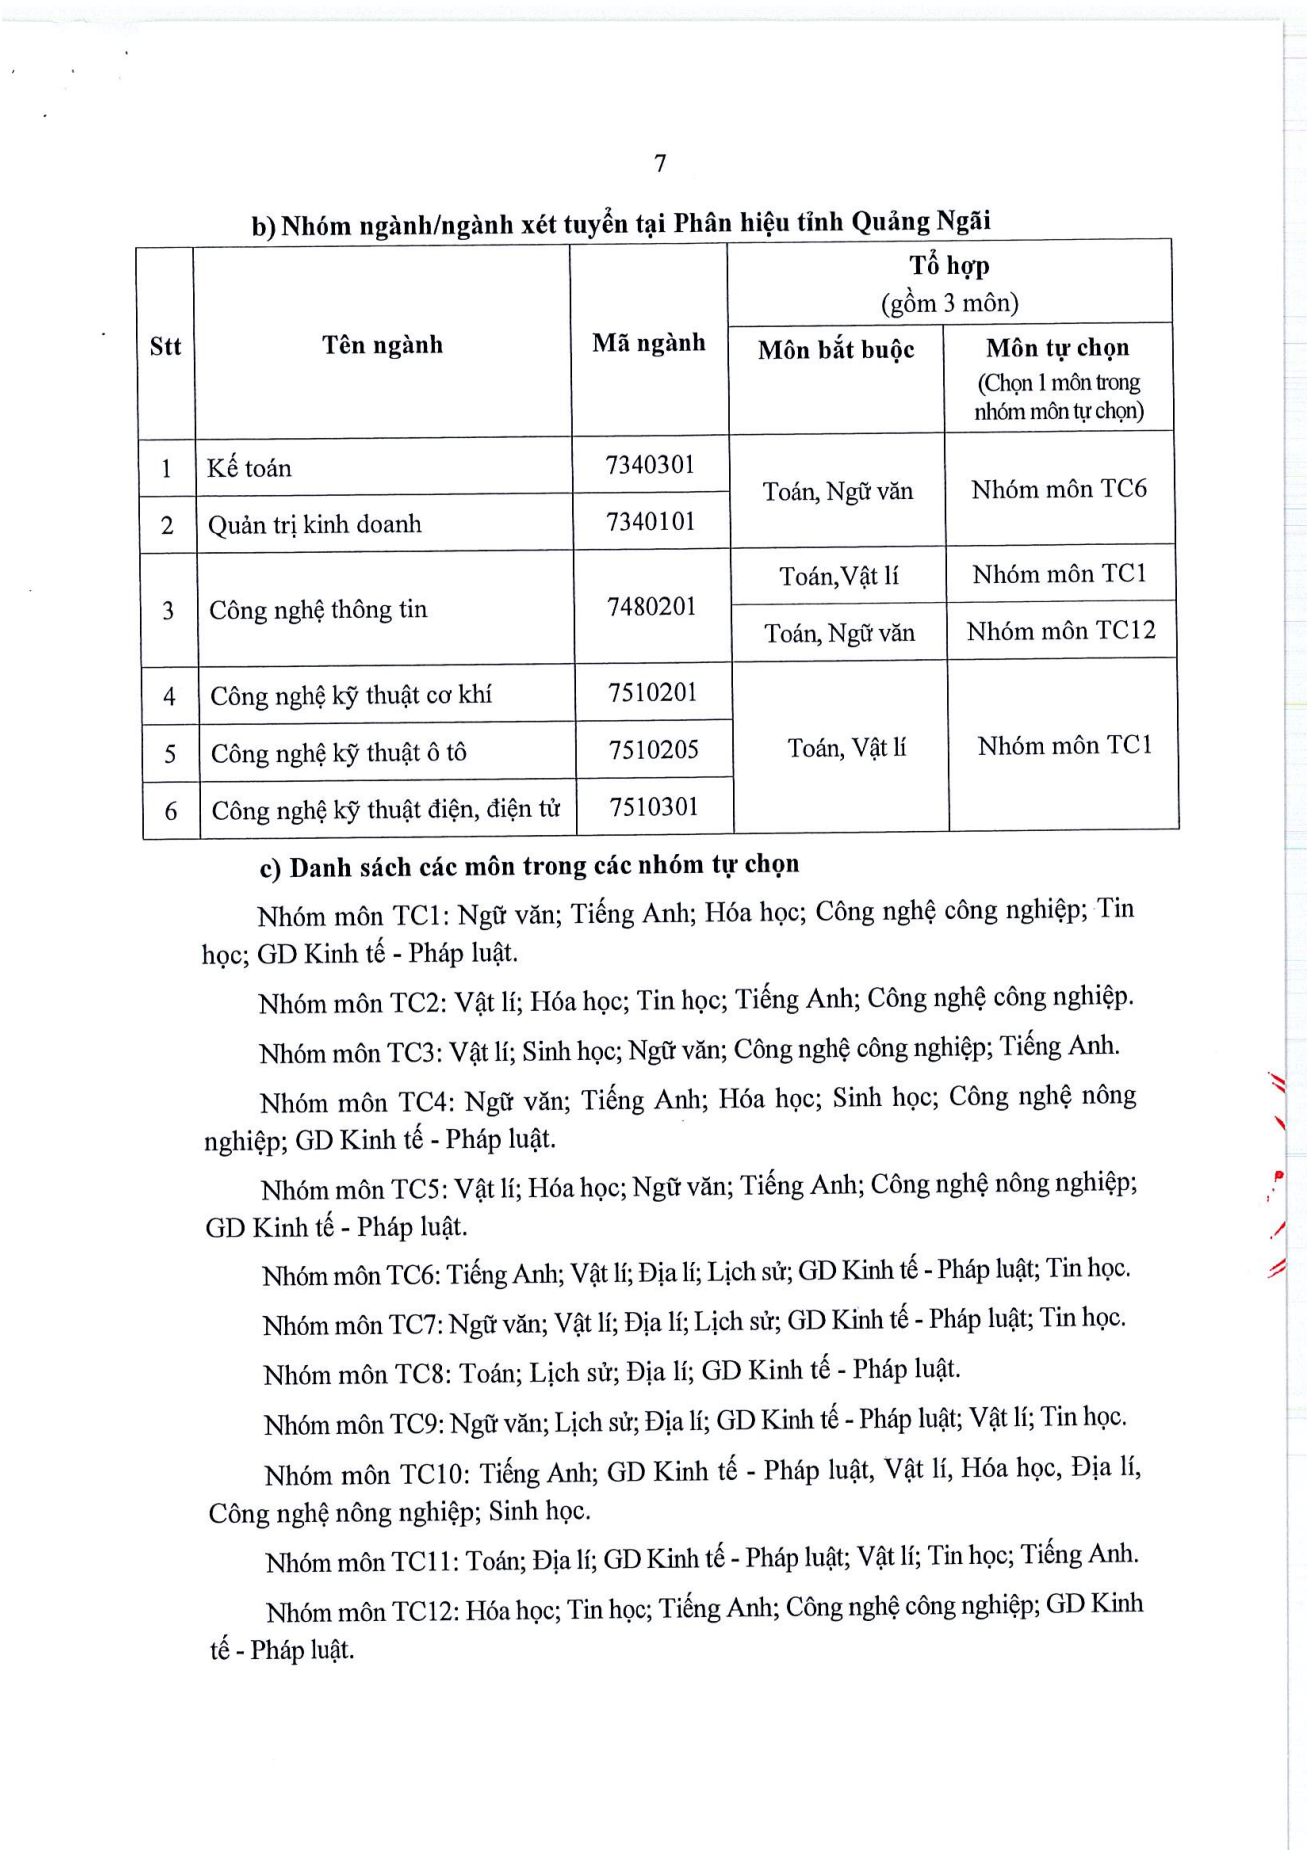 7
b) Nhóm ngành/ngành xét tuyển tại Phân hiệu tỉnh Quảng Ngãi
Stt
Tên ngành
Mã ngành
Tổ hợp
(gồm 3 môn)
Môn bắt buộc
Môn tự chọn
(Chọn 1 môn trong
nhóm môn tự chọn)
1
Kế toán
7340301
Toán, Ngữ văn
Nhóm môn TC6
2
Quản trị kinh doanh
7340101
3
Công nghệ thông tin
7480201
Toán,Vật lí
Nhóm môn TC1
Toán, Ngữ văn
Nhóm môn TC12
4
Công nghệ kỹ thuật cơ khí
7510201
Toán, Vật lí
Nhóm môn TC1
5
Công nghệ kỹ thuật ô tô
7510205
6
Công nghệ kỹ thuật điện, điện tử
7510301
c) Danh sách các môn trong các nhóm tự chọn
Nhóm môn TC1: Ngữ văn; Tiếng Anh; Hóa học; Công nghệ công nghiệp; Tin
học; GD Kinh tế - Pháp luật.
Nhóm môn TC2: Vật lí; Hóa học; Tin học; Tiếng Anh; Công nghệ công nghiệp.
Nhóm môn TC3: Vật lí; Sinh học; Ngữ văn; Công nghệ công nghiệp; Tiếng Anh.
Nhóm môn TC4: Ngữ văn; Tiếng Anh; Hóa học; Sinh học; Công nghệ nông
nghiệp; GD Kinh tế - Pháp luật.
Nhóm môn TC5: Vật lí; Hóa học; Ngữ văn; Tiếng Anh; Công nghệ nông nghiệp;
GD Kinh tế - Pháp luật.
Nhóm môn TC6: Tiếng Anh; Vật lí; Địa lí; Lịch sử; GD Kinh tế - Pháp luật; Tin học.
Nhóm môn TC7: Ngữ văn; Vật lí; Địa lí; Lịch sử; GD Kinh tế - Pháp luật; Tin học.
Nhóm môn TC8: Toán; Lịch sử; Địa lí; GD Kinh tế - Pháp luật.
Nhóm môn TC9: Ngữ văn; Lịch sử; Địa lí; GD Kinh tế - Pháp luật; Vật lí; Tin học.
Nhóm môn TC10: Tiếng Anh; GD Kinh tế - Pháp luật, Vật lí, Hóa học, Địa lí,
Công nghệ nông nghiệp; Sinh học.
Nhóm môn TC11: Toán; Địa lí; GD Kinh tế - Pháp luật; Vật lí; Tin học; Tiếng Anh.
Nhóm môn TC12: Hóa học; Tin học; Tiếng Anh; Công nghệ công nghiệp; GD Kinh
tế - Pháp luật.